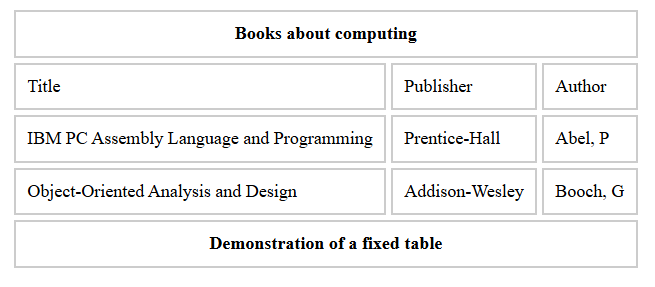 Books about computing
Title Publisher Author
IBM PC Assembly Language and Programming Prentice-Hall Abel, P
Object-Oriented Analysis and Design Addison-Wesley Booch, G
Demonstration of a fixed table